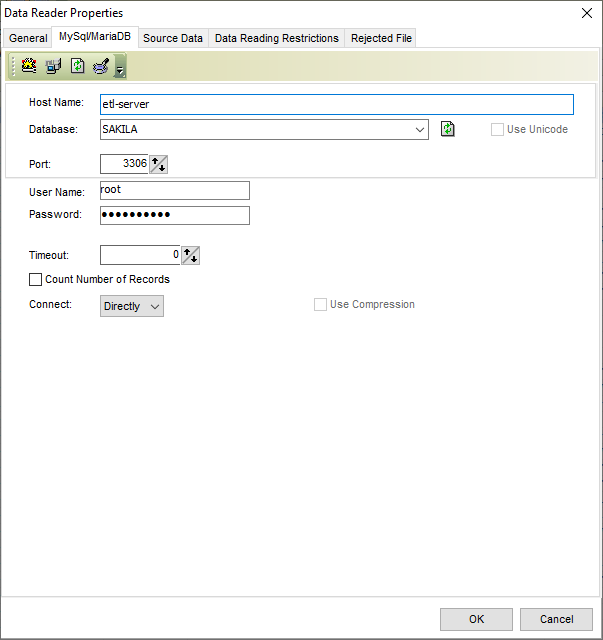 Data Reader Properties
General MySql/MariaDB Source Data Data Reading Restrictions Rejected File
Host Name: etl-server
Database: SAKILA Use Unicode
Port: 3306
User Name: root
Password: ●●●●●●●●●●
Timeout: 0
Count Number of Records
Connect: Directly Use Compression
OK Cancel